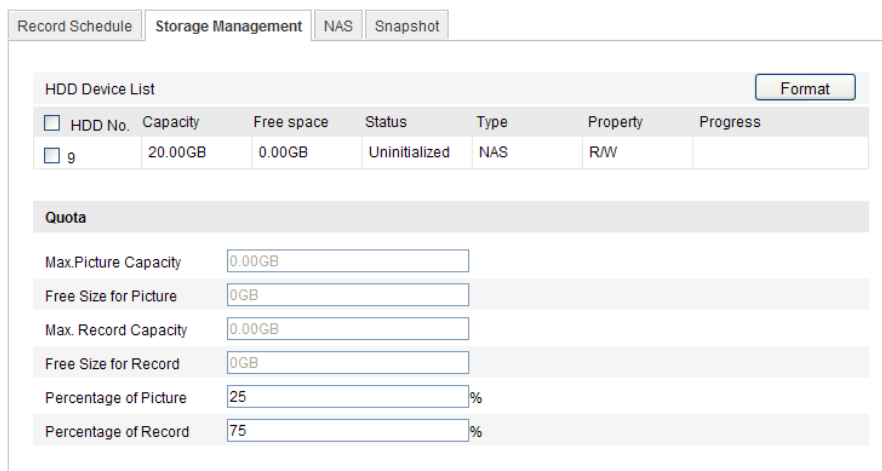 Record Schedule Storage Management NAS Snapshot
HDD Device List Format
HDD No. Capacity Free space Status Type Property Progress
9 20.00GB 0.00GB Uninitialized NAS R/W
Quota
Max.Picture Capacity 0.00GB
Free Size for Picture 0GB
Max. Record Capacity 0.00GB
Free Size for Record 0GB
Percentage of Picture 25 %
Percentage of Record 75 %